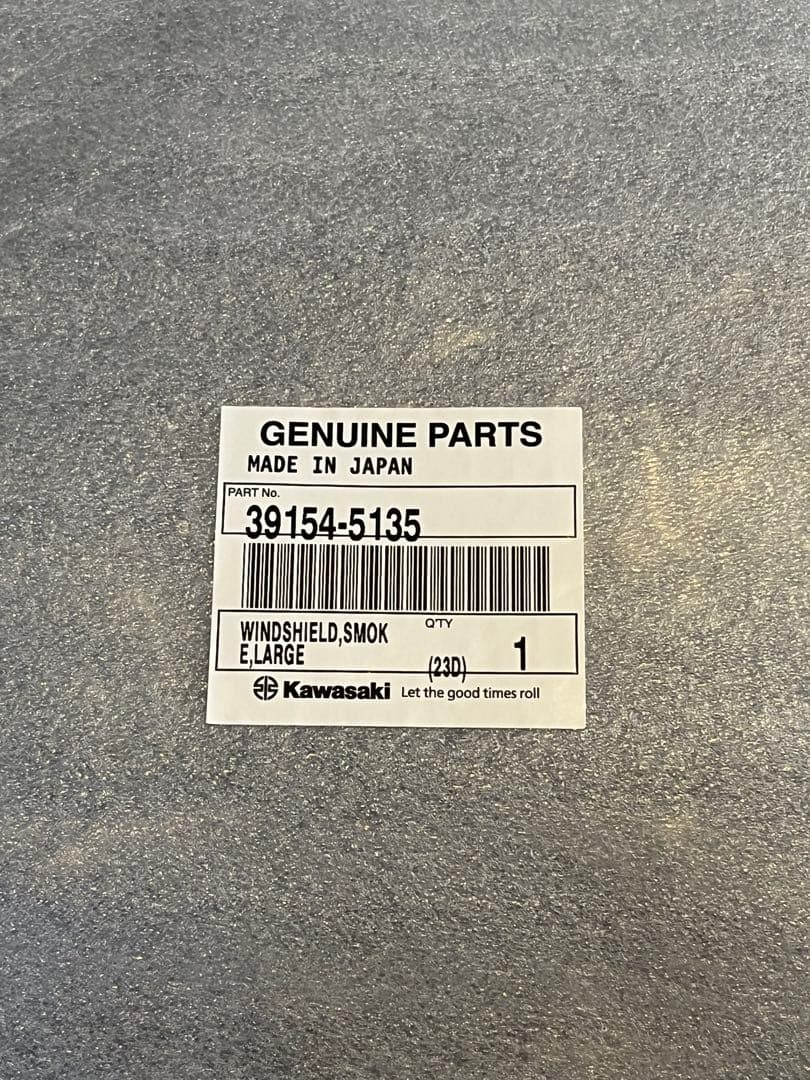 GENUINE PARTS
MADE IN JAPAN
PART No.
39154-5135
WINDSHIELD,SMOK
E,LARGE
Q'TY
(23D)
1
Kawasaki Let the good times roll